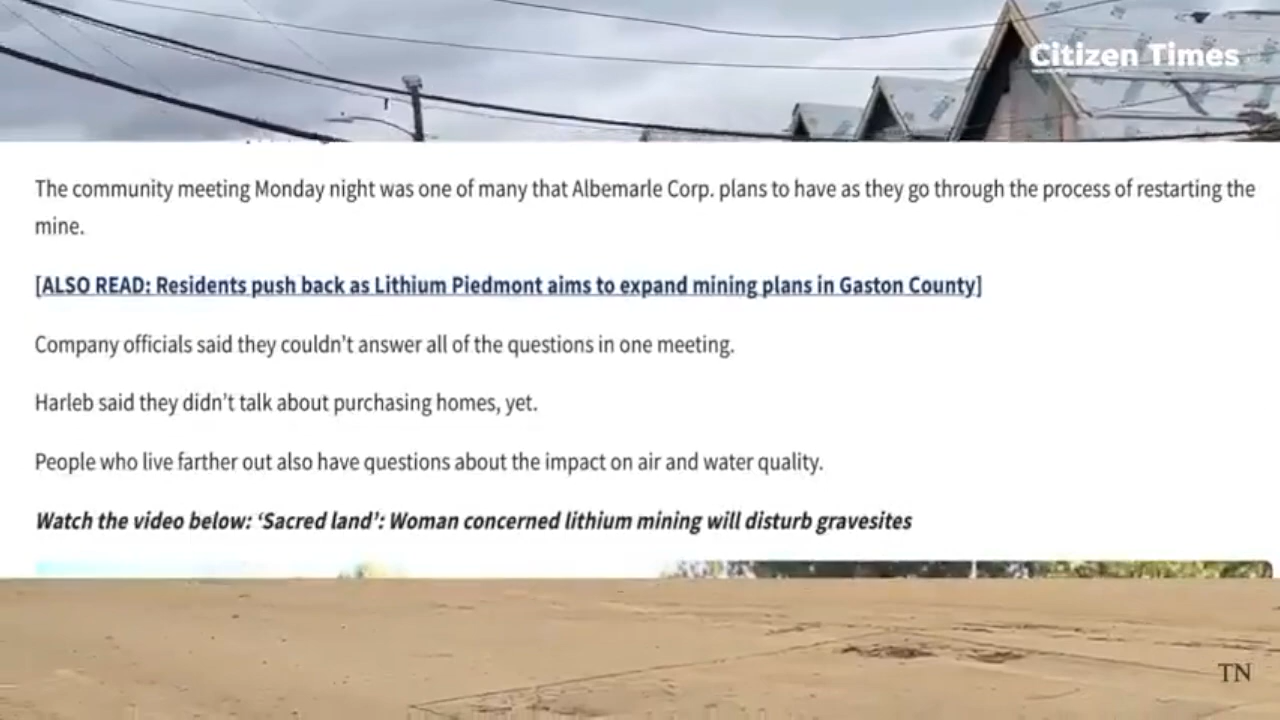 Citizen Times
The community meeting Monday night was one of many that Albemarle Corp. plans to have as they go through the process of restarting the
mine.
[ALSO READ: Residents push back as Lithium Piedmont aims to expand mining plans in Gaston County]
Company officials said they couldn't answer all of the questions in one meeting.
Harleb said they didn't talk about purchasing homes, yet.
People who live farther out also have questions about the impact on air and water quality.
Watch the video below: ‘Sacred land’: Woman concerned lithium mining will disturb gravesites
TN